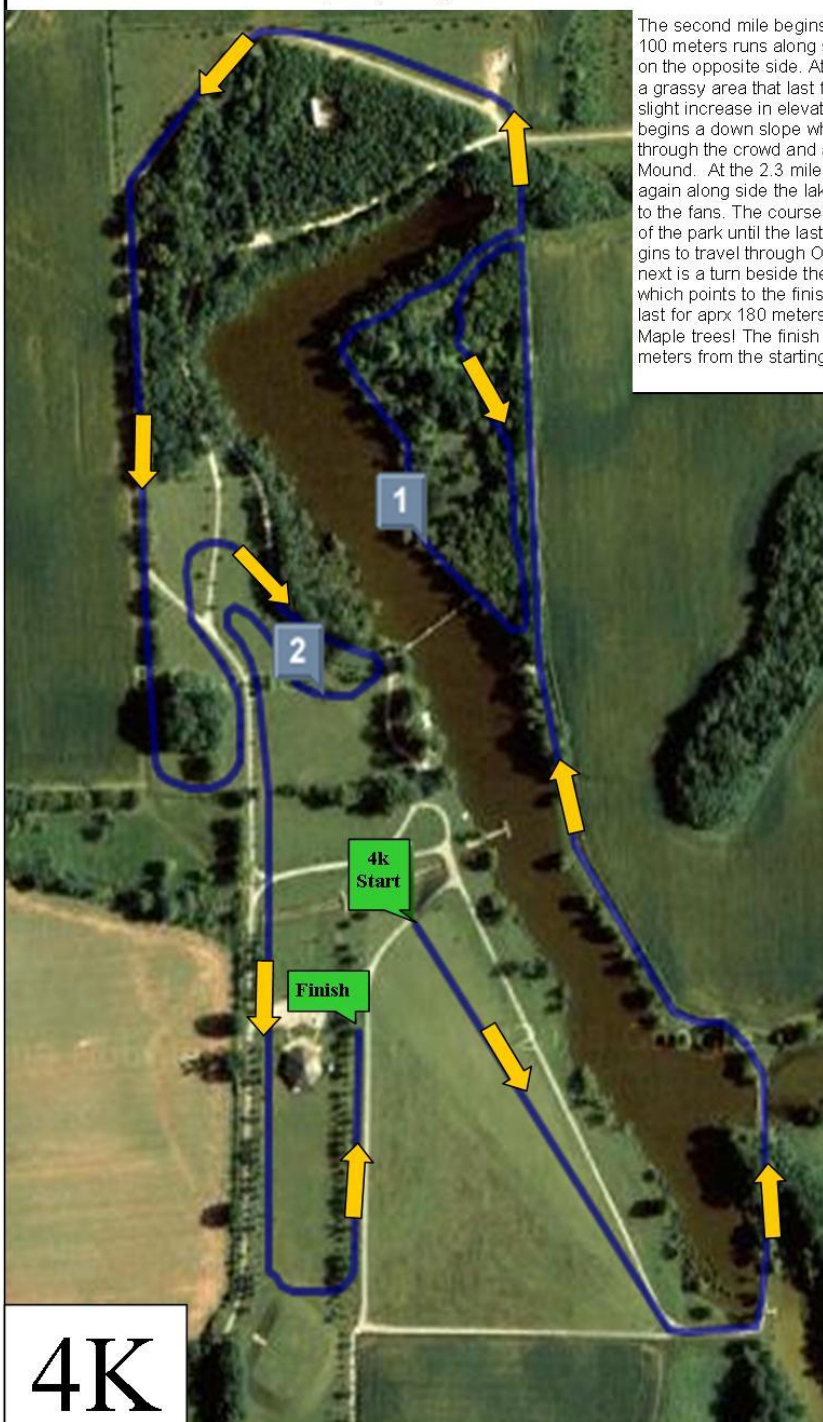 The second mile begins
100 meters runs along
on the opposite side. At
a grassy area that last
slight increase in elevat
begins a down slope wh
through the crowd and
Mound. At the 2.3 mile
again along side the lak
to the fans. The course
of the park until the last
gins to travel through O
next is a turn beside the
which points to the finis
last for aprx 180 meters
Maple trees! The finish
meters from the starting
1
2
4k
Start
Finish
4K